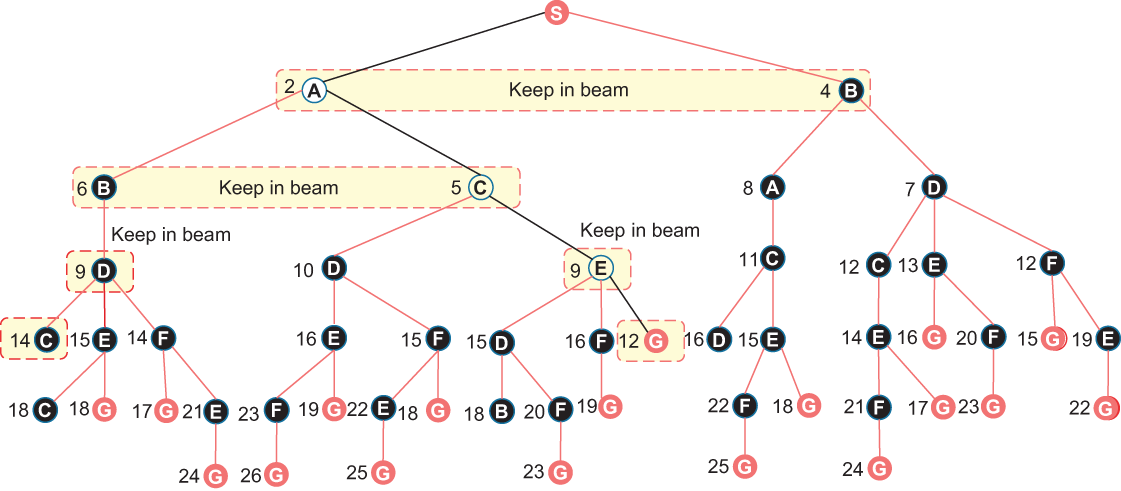 S
2 A Keep in beam 4 B
6 B Keep in beam 5 C 8 A 7 D
Keep in beam Keep in beam
9 D 10 D 9 E 11 C 12 C 13 E 12 F
14 C 15 E 14 F 16 E 15 F 15 D 16 F 12 G 16 D 15 E 14 E 16 G 20 F 15 G 19 E
18 C 18 G 17 G 21 E 23 F 19 G 22 E 18 G 18 B 20 F 19 G 22 F 18 G 21 F 17 G 23 G 22 G
24 G 26 G 25 G 23 G 25 G 24 G